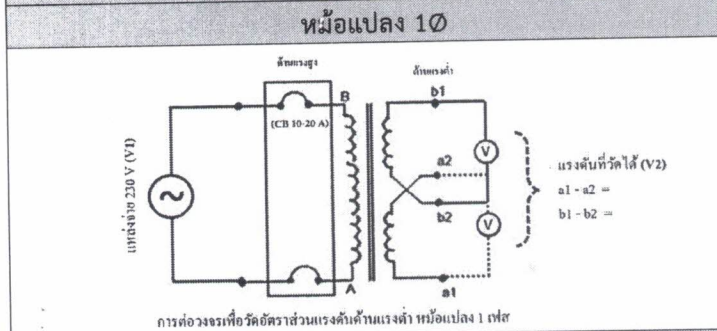 หม้อแปลง 1Ø
ด้านแรงสูง
ด้านแรงต่ำ
B
b1
(CB 10-20 A)
แหล่งจ่าย 230 V (V1)
V
a2
แรงดันที่วัดได้ (V2)
a1 - a2 =
b2
b1 - b2 =
V
A
a1
การต่อวงจรเพื่อวัดอัตราส่วนแรงดันด้านแรงต่ำ หม้อแปลง 1 เฟส